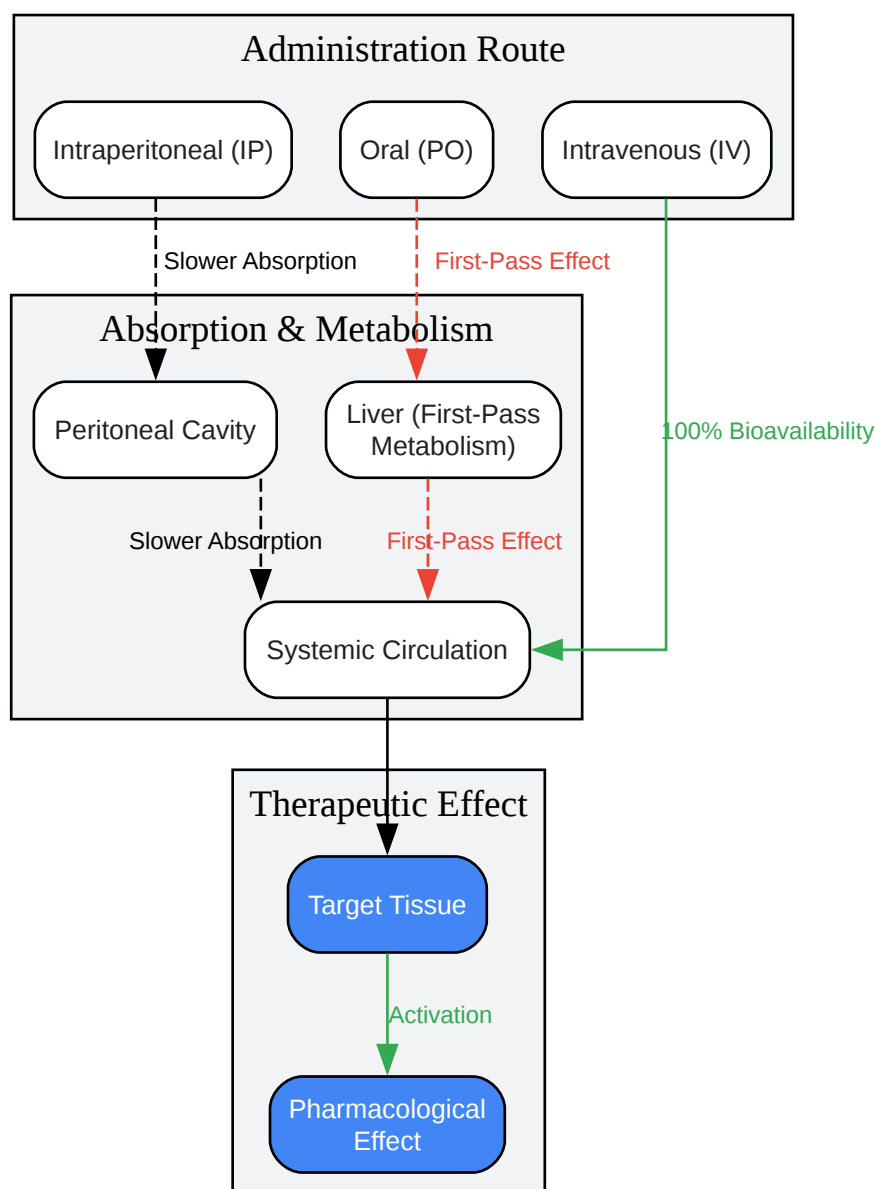 Administration Route
Intraperitoneal (IP)
Oral (PO)
Intravenous (IV)
Slower Absorption
First-Pass Effect
Absorption & Metabolism
Peritoneal Cavity
Liver (First-Pass
Metabolism)
100% Bioavailability
Slower Absorption
First-Pass Effect
Systemic Circulation
Therapeutic Effect
Target Tissue
Activation
Pharmacological
Effect